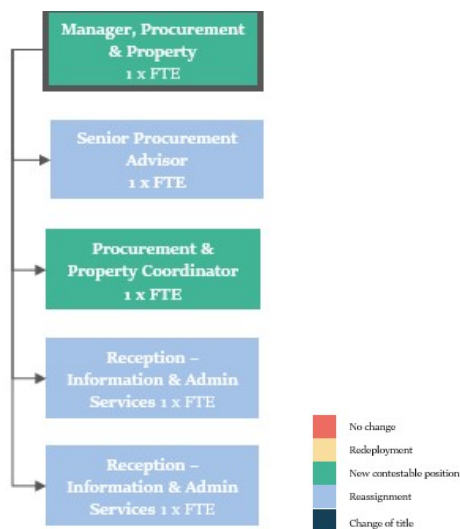 Manager, Procurement
& Property
1 x FTE
Senior Procurement
Advisor
1 x FTE
Procurement &
Property Coordinator
1 x FTE
Reception –
Information & Admin
Services 1 x FTE
Reception –
Information & Admin
Services 1 x FTE
No change
Redeployment
New contestable position
Reassignment
Change of title